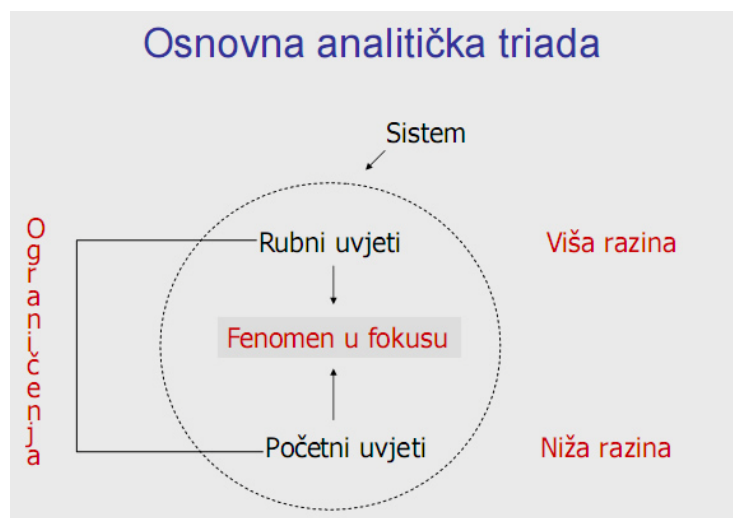 Osnovna analitička triada
Sistem
Ograničenja
Rubni uvjeti
Viša razina
Fenomen u fokusu
Početni uvjeti
Niža razina